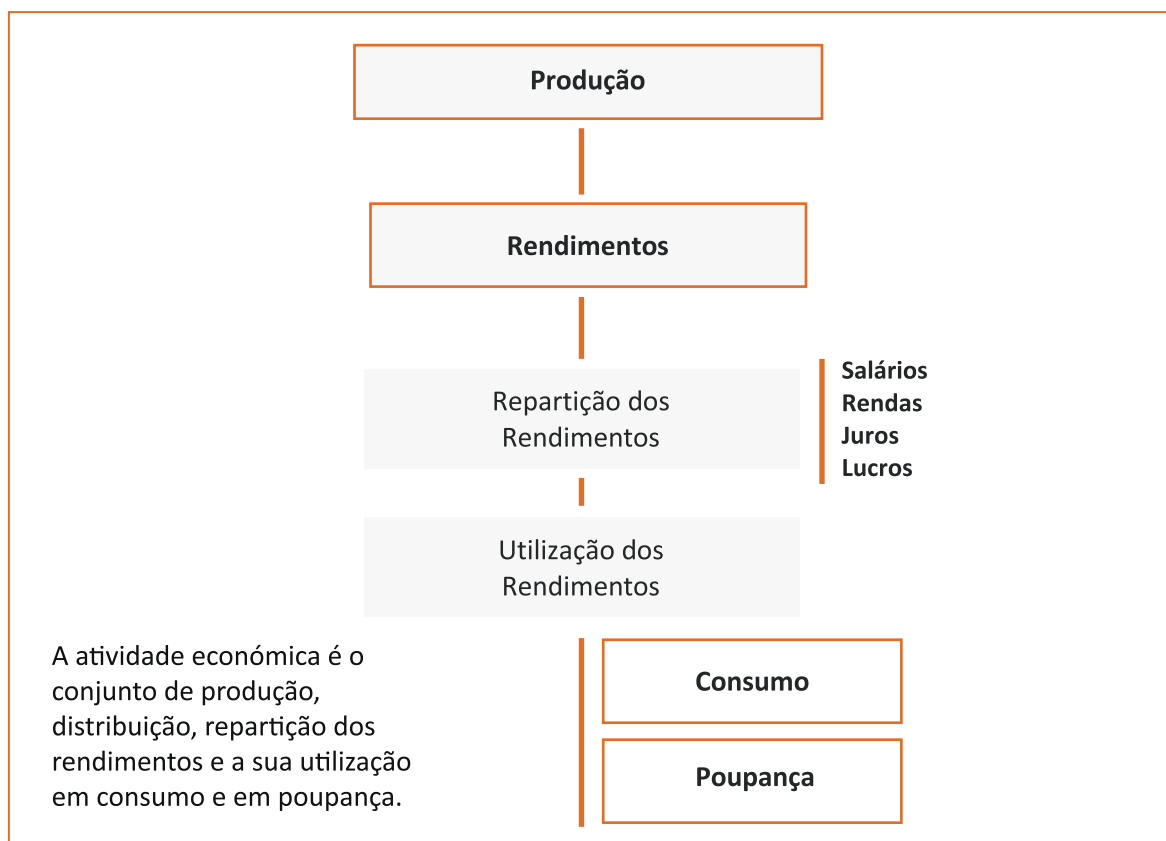 Produção
Rendimentos
Repartição dos
Rendimentos
Salários
Rendas
Juros
Lucros
Utilização dos
Rendimentos
A atividade económica é o
conjunto de produção,
distribuição, repartição dos
rendimentos e a sua utilização
em consumo e em poupança.
Consumo
Poupança